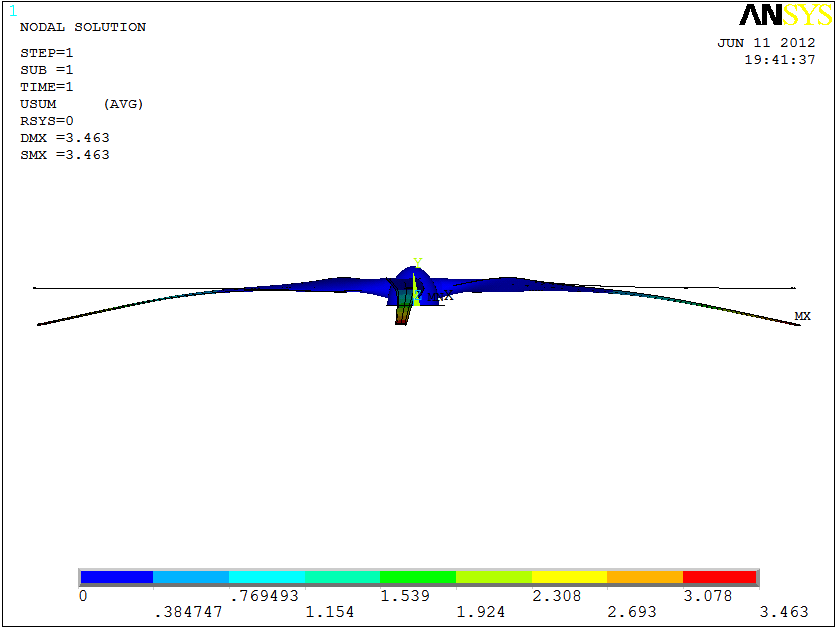 1
ANSYS
NODAL SOLUTION
JUN 11 2012
19:41:37
STEP=1
SUB =1
TIME=1
USUM (AVG)
RSYS=0
DMX =3.463
SMX =3.463
Y
X
MX
0 .769493 1.539 2.308 3.078
.384747 1.154 1.924 2.693 3.463